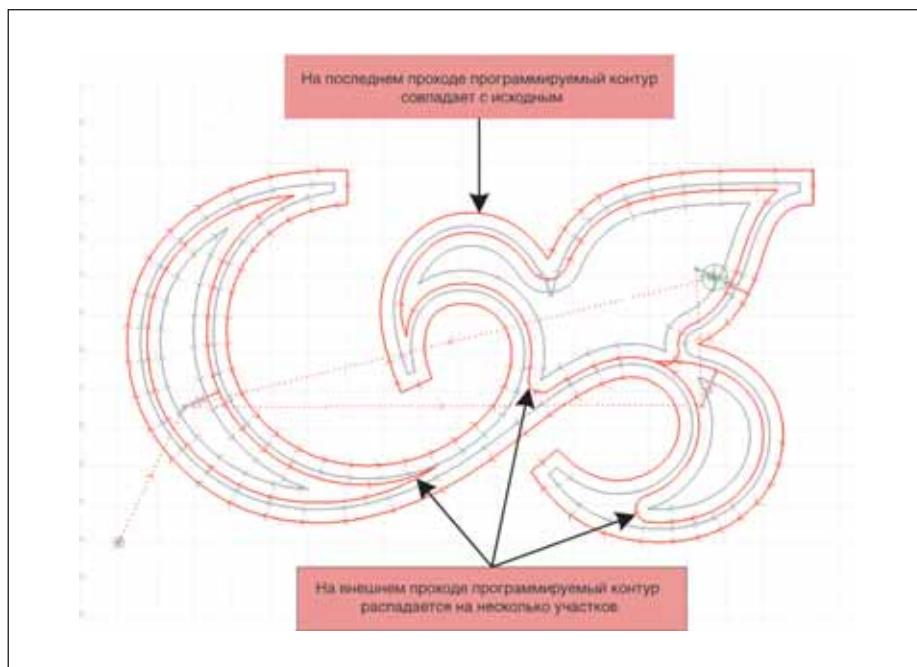 На последнем проходе программируемый контур
совпадает с исходным
На внешнем проходе программируемый контур
распадается на несколько участков